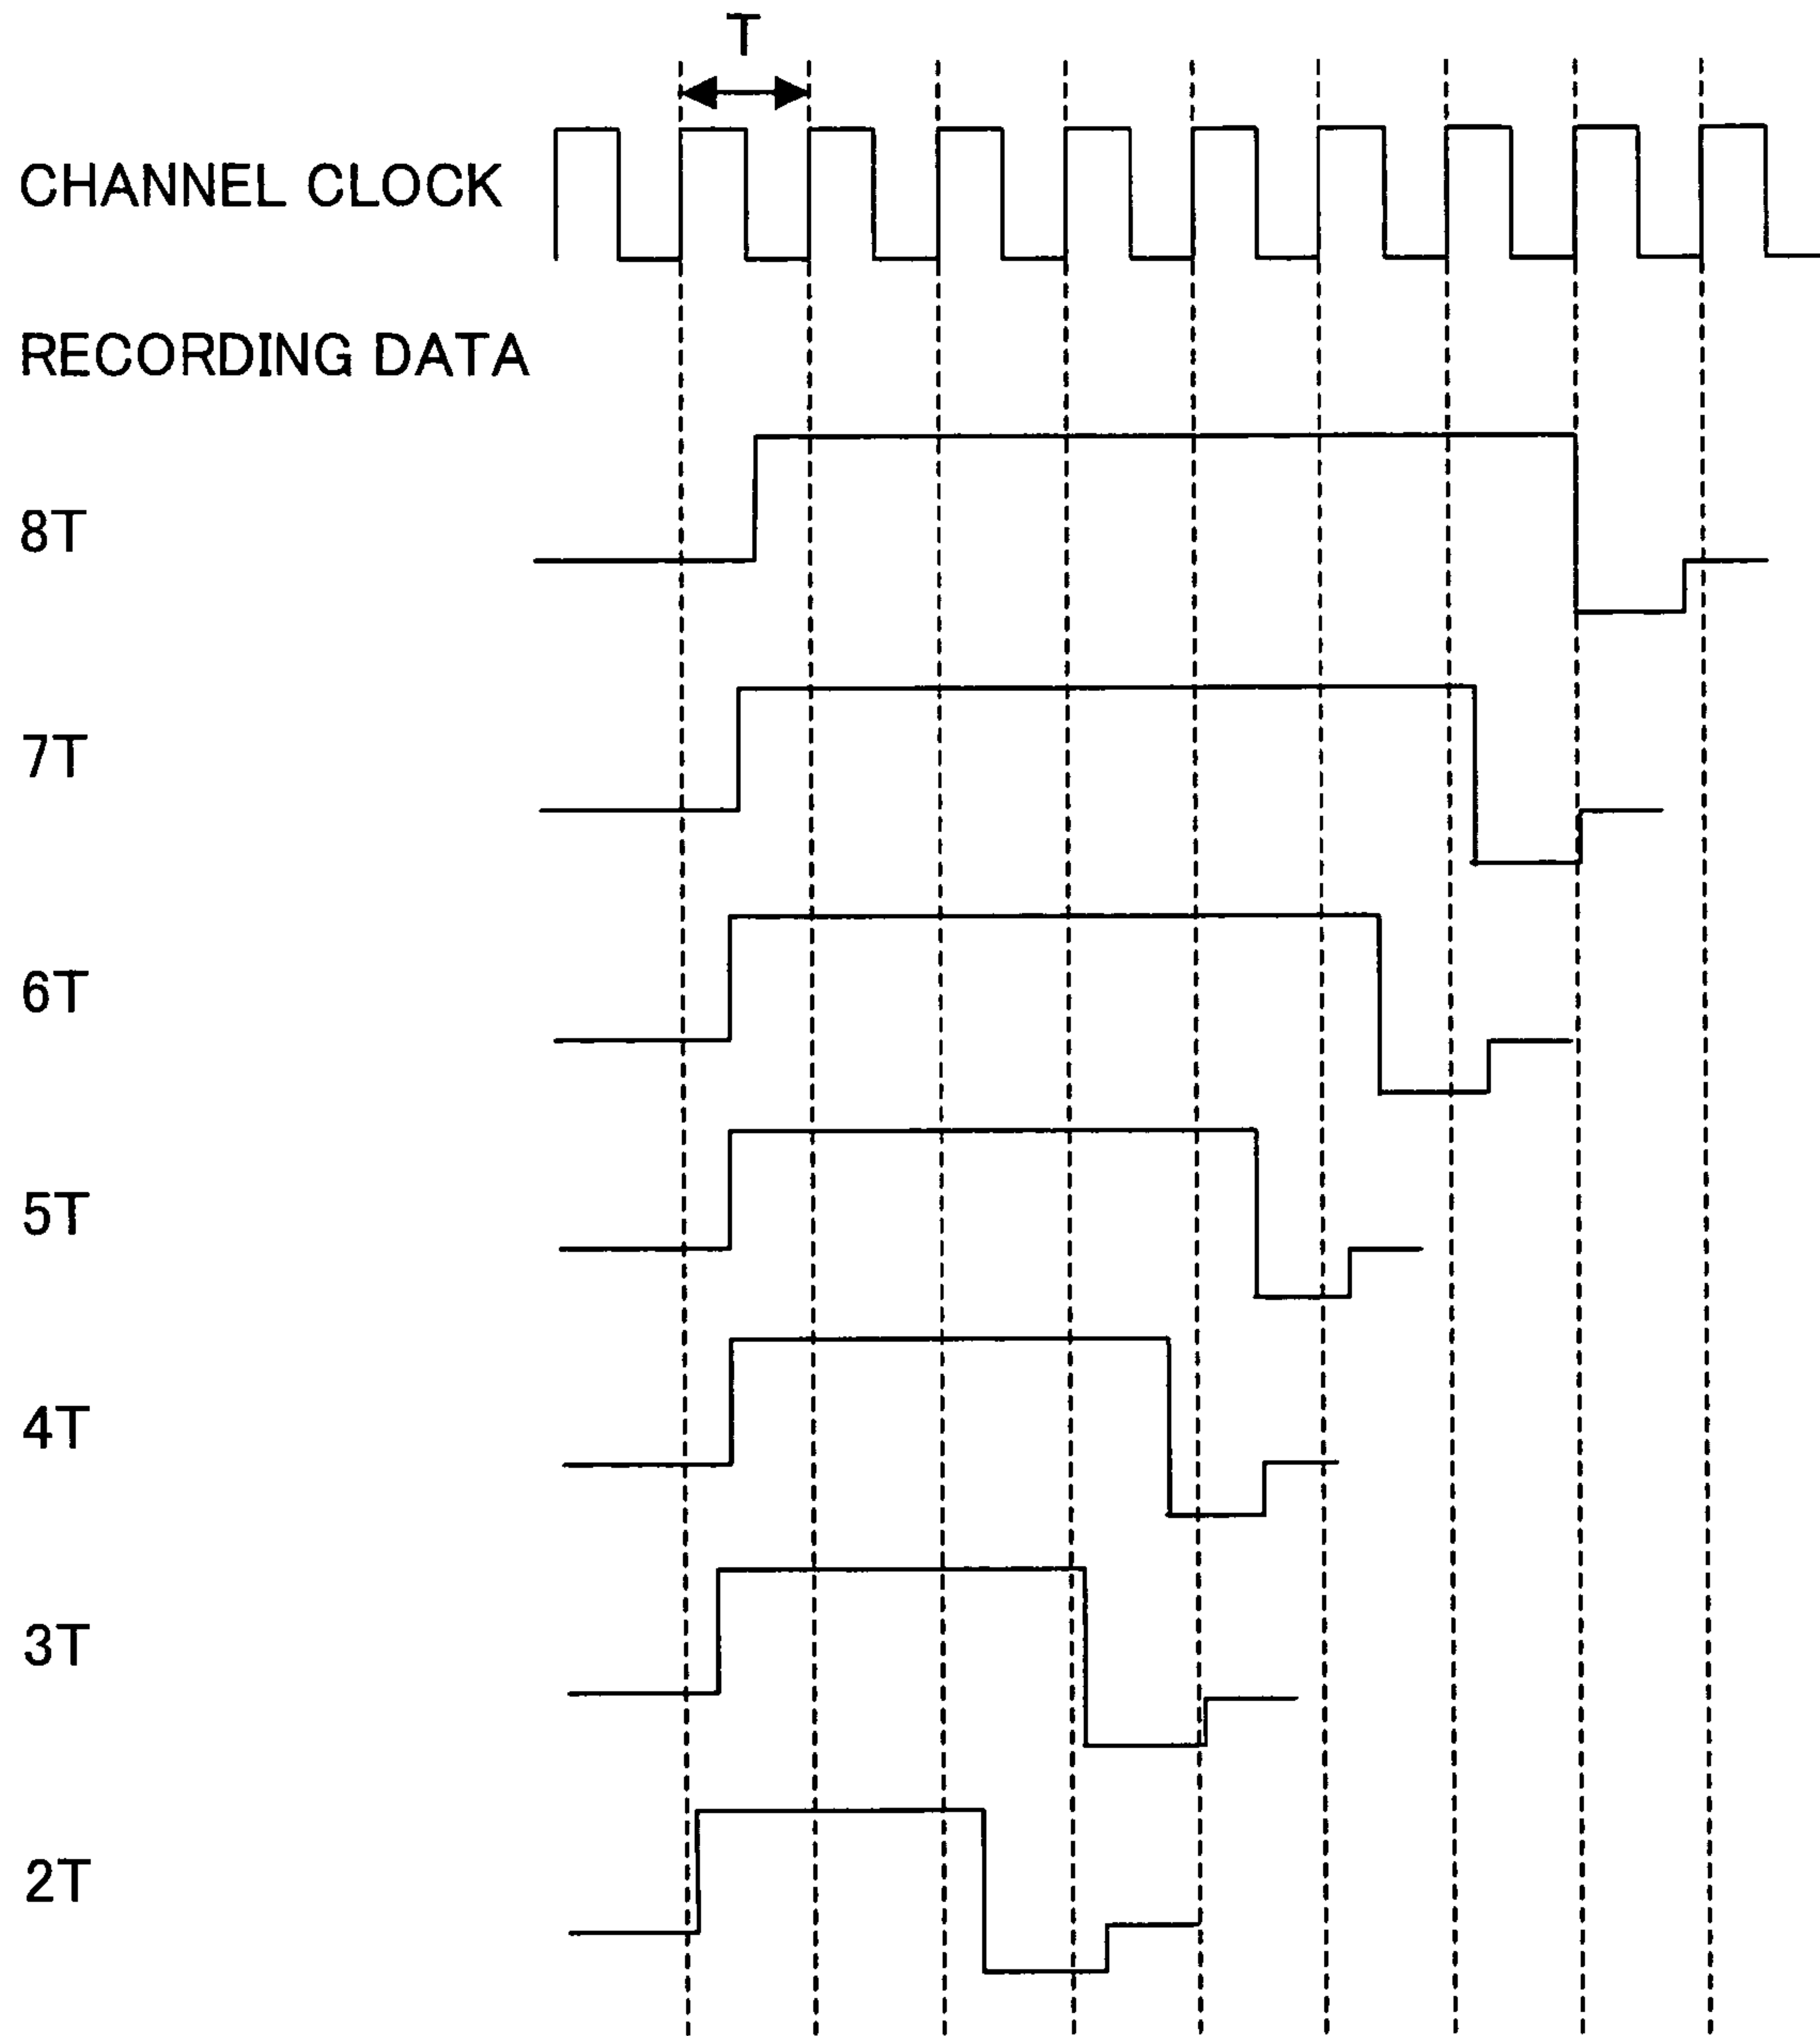 T
CHANNEL CLOCK
RECORDING DATA
8T
7T
6T
5T
4T
3T
2T